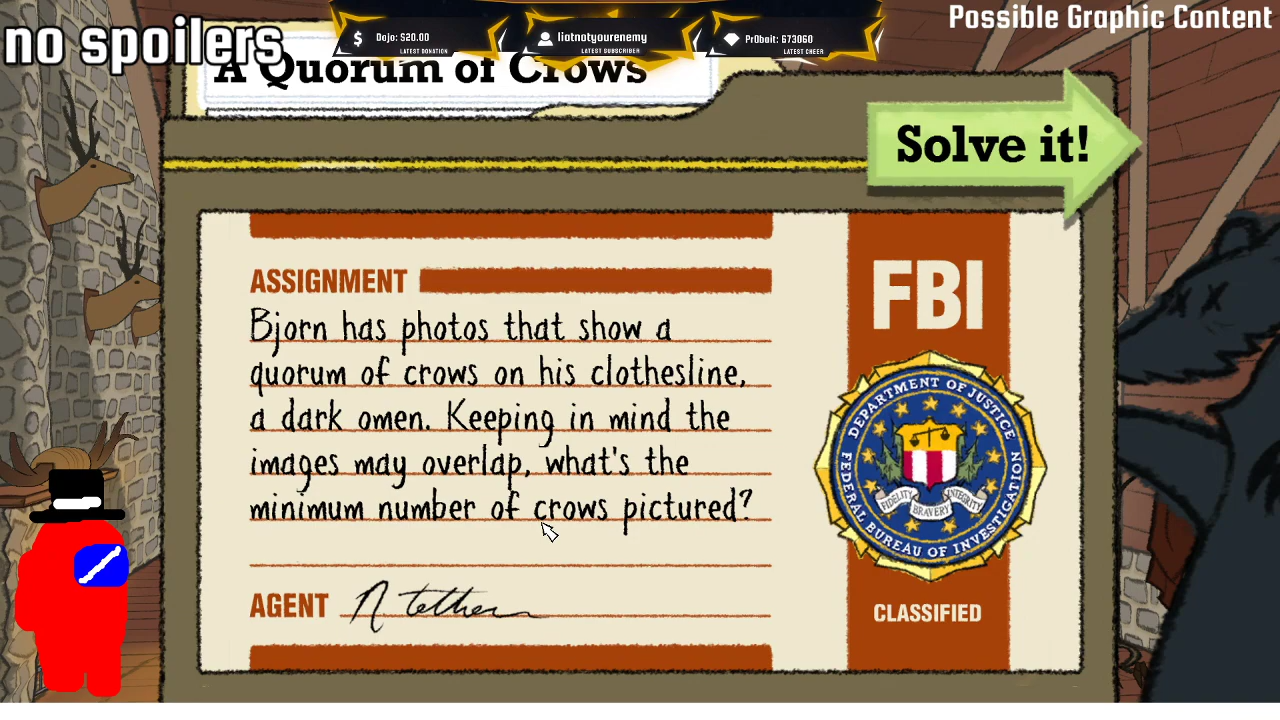 Possible Graphic Content
no spoilers
$ Dojo: $20.00
LATEST DONATION
liotnotyourenemy
LATEST SUBSCRIBER
Pr0bait: 673060
LATEST CHEER
A Quorum of Crows
Solve it!
ASSIGNMENT
Bjorn has photos that show a
quorum of crows on his clothesline,
a dark omen. Keeping in mind the
images may overlap, what's the
minimum number of crows pictured?
AGENT N tether
FBI
DEPARTMENT OF JUSTICE
FIDELITY BRAVERY INTEGRITY
FEDERAL BUREAU OF INVESTIGATION
CLASSIFIED